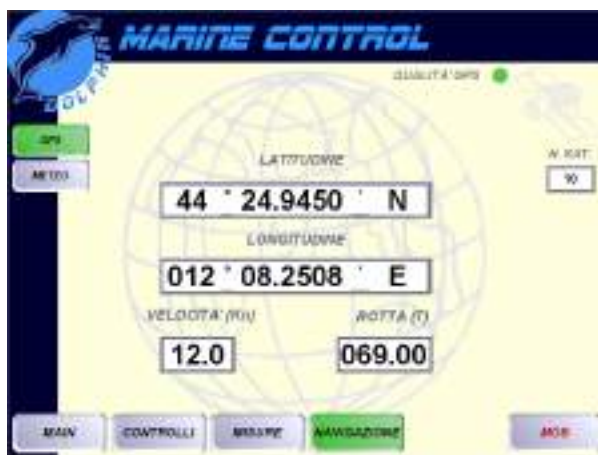 MARINE CONTROL
DOLPHIN
QUALITA' GPS
GPS
METEO
N. SAT.
10
LATITUDINE
44 ° 24.9450 ' N
LONGITUDINE
012 ° 08.2508 ' E
VELOCITA' (Kn)
ROTTA (T)
12.0
069.00
MAIN
CONTROLLI
MISURE
NAVIGAZIONE
MOB